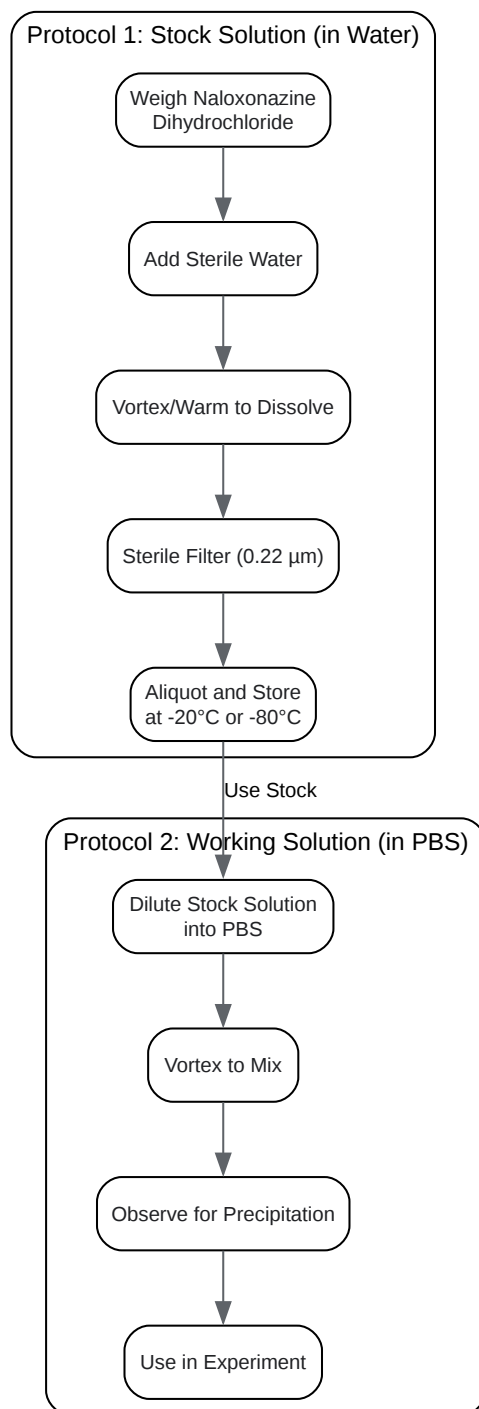 Protocol 1: Stock Solution (in Water)
Weigh Naloxonazine
Dihydrochloride
Add Sterile Water
Vortex/Warm to Dissolve
Sterile Filter (0.22 µm)
Aliquot and Store
at -20°C or -80°C
Use Stock
Protocol 2: Working Solution (in PBS)
Dilute Stock Solution
into PBS
Vortex to Mix
Observe for Precipitation
Use in Experiment